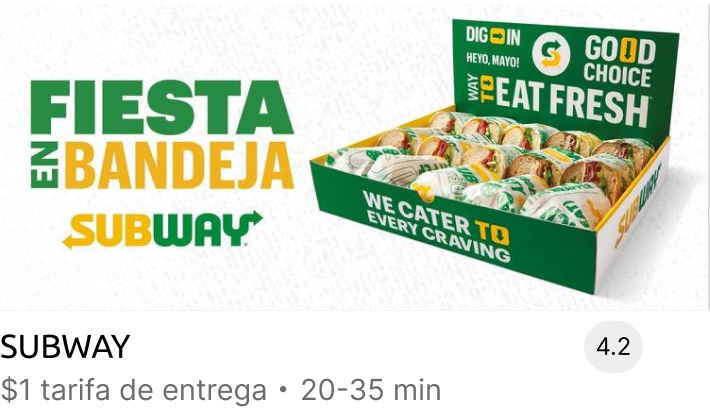 FIESTA
EN BANDEJA
SUBWAY
DIG IN
HEYO, MAYO!
GOOD
CHOICE
WAY TO EAT FRESH
WE CATER TO
EVERY CRAVING
SUBWAY
SUBWAY
4.2
$1 tarifa de entrega • 20-35 min